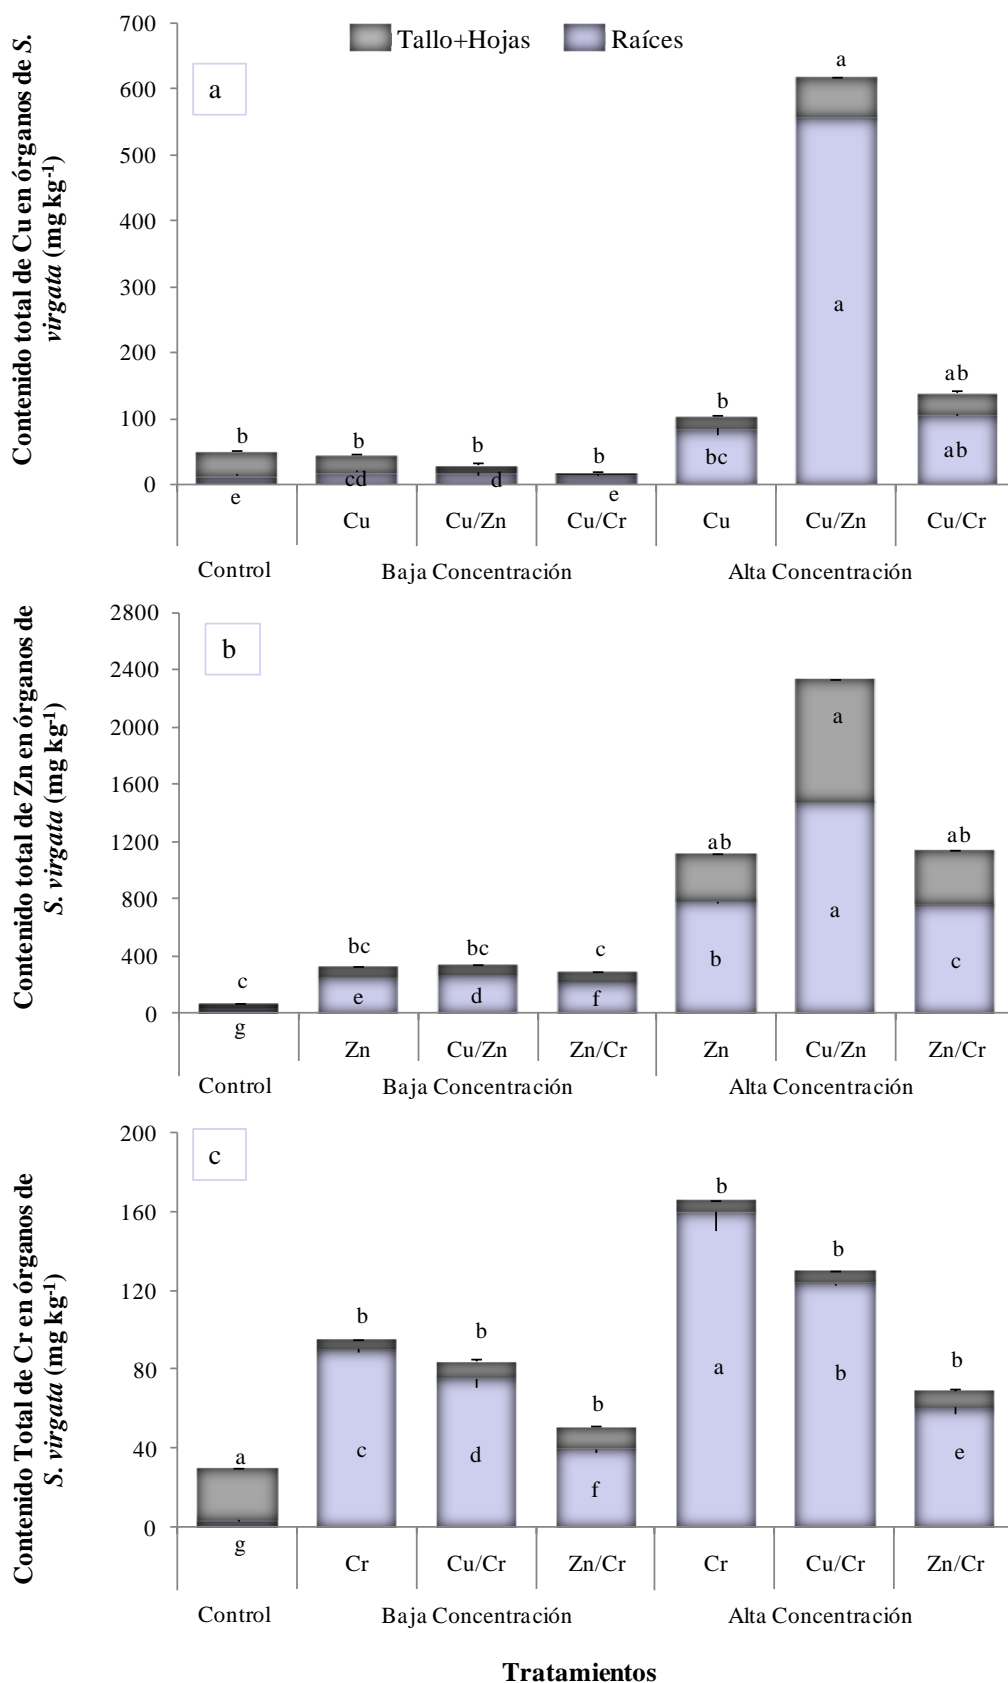 Contenido total de Cu en órganos de S.
virgata (mg kg-1)
700
600
500
400
300
200
100
0
Tallo+Hojas Raíces
a
b b b b b a ab
e cd d e bc a ab
Cu Cu/Zn Cu/Cr Cu Cu/Zn Cu/Cr
Control Baja Concentración Alta Concentración
Contenido total de Zn en órganos de
S. virgata (mg kg-1)
2800
2400
2000
1600
1200
800
400
0
b
c bc bc c ab a ab
g e d f b a c
Zn Cu/Zn Zn/Cr Zn Cu/Zn Zn/Cr
Control Baja Concentración Alta Concentración
Contenido Total de Cr en órganos de
S. virgata (mg kg-1)
200
160
120
80
40
0
c
a b b b b b b
g c d f a b e
Cr Cu/Cr Zn/Cr Cr Cu/Cr Zn/Cr
Control Baja Concentración Alta Concentración
Tratamientos